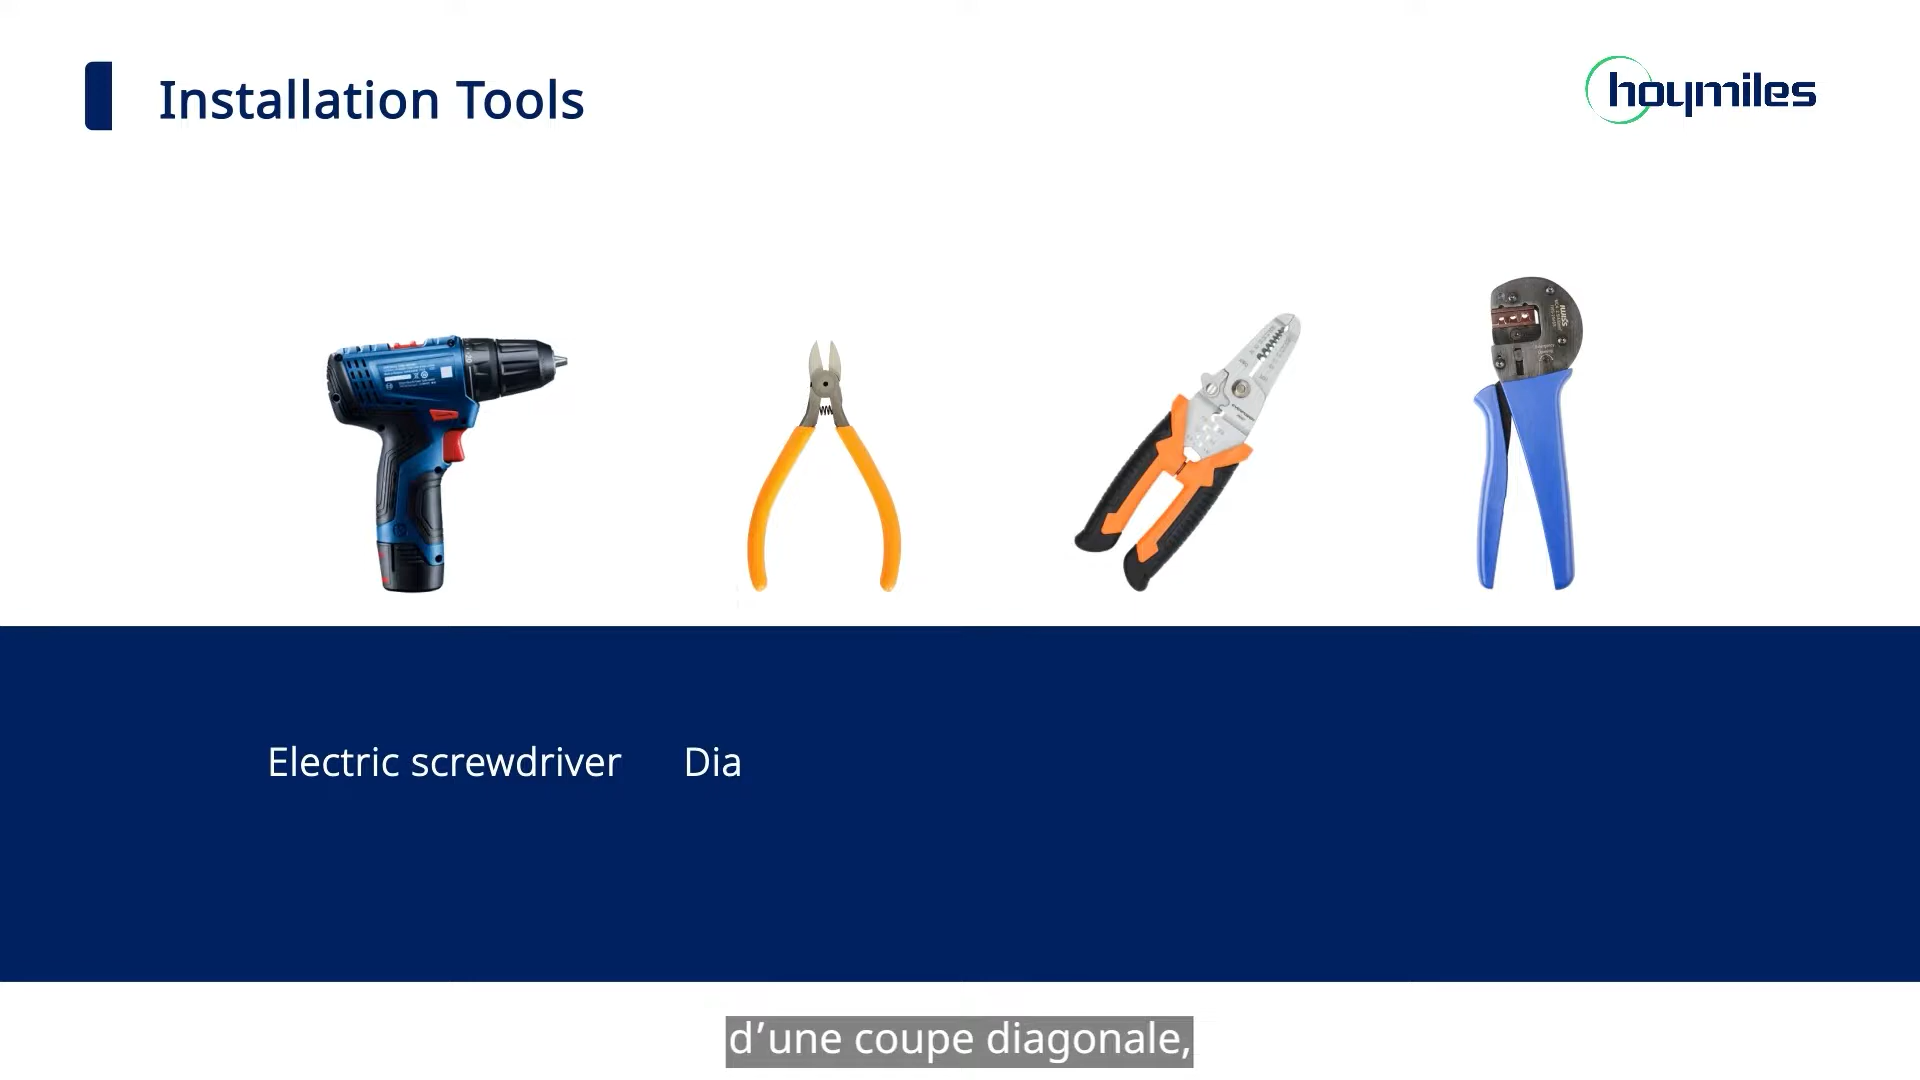 Installation Tools
hoymiles
Electric screwdriver
Dia
d’une coupe diagonale,